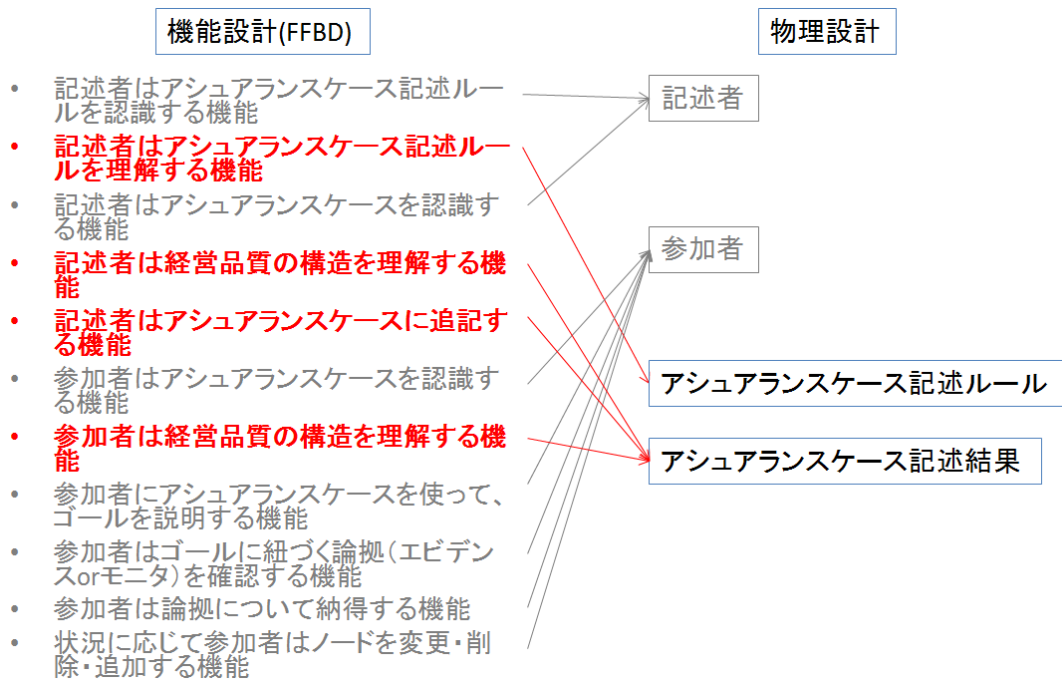 機能設計(FFBD)
物理設計
• 記述者はアシュアランスケース記述ルー
ルを認識する機能
• 記述者はアシュアランスケース記述ルー
ルを理解する機能
• 記述者はアシュアランスケースを認識す
る機能
• 記述者は経営品質の構造を理解する機
能
• 記述者はアシュアランスケースに追記す
る機能
• 参加者はアシュアランスケースを認識す
る機能
• 参加者は経営品質の構造を理解する機
能
• 参加者にアシュアランスケースを使って、
ゴールを説明する機能
• 参加者はゴールに紐づく論拠（エビデン
スorモニタ）を確認する機能
• 参加者は論拠について納得する機能
• 状況に応じて参加者はノードを変更・削
除・追加する機能
記述者
参加者
アシュアランスケース記述ルール
アシュアランスケース記述結果